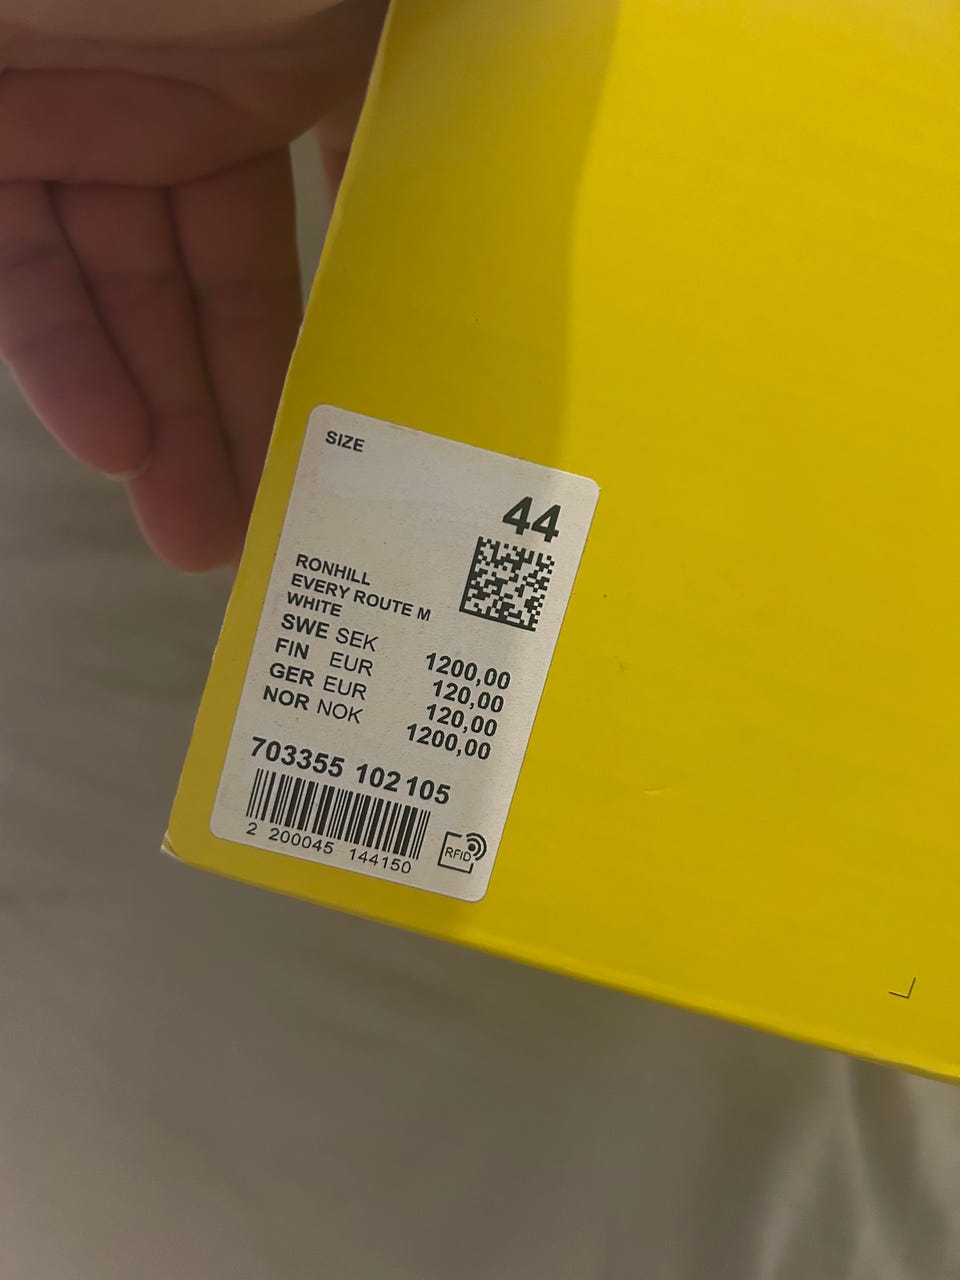 SIZE
44
RONHILL
EVERY ROUTE M
WHITE
SWE SEK 1200,00
FIN EUR 120,00
GER EUR 120,00
NOR NOK 1200,00
703355 102105
2 200045 144150
RFID